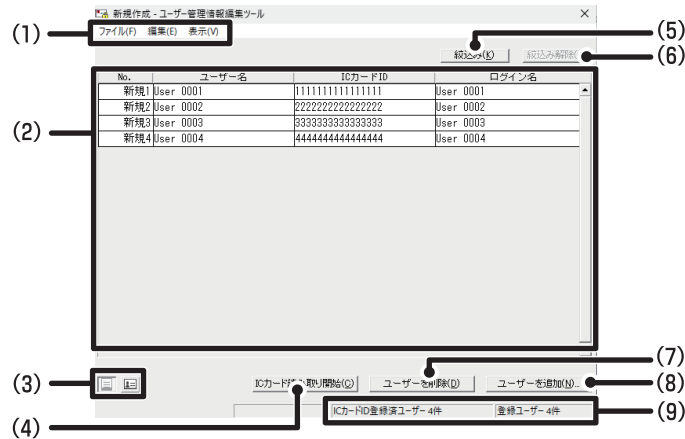 新規作成 - ユーザー管理情報編集ツール
(1) ファイル(F) 編集(E) 表示(V)
(5)
絞込み(K) 絞込み解除(
(6)
No. ユーザー名 ICカードID ログイン名
新規1 User 0001 1111111111111111 User 0001
新規2 User 0002 2222222222222222 User 0002
新規3 User 0003 3333333333333333 User 0003
新規4 User 0004 4444444444444444 User 0004
(2)
(7)
(3) ICカード 取り開始(C) ユーザーを削除(D) ユーザーを追加(N)...
(8)
(4) ICカードID登録済ユーザー 4件 登録ユーザー 4件 (9)